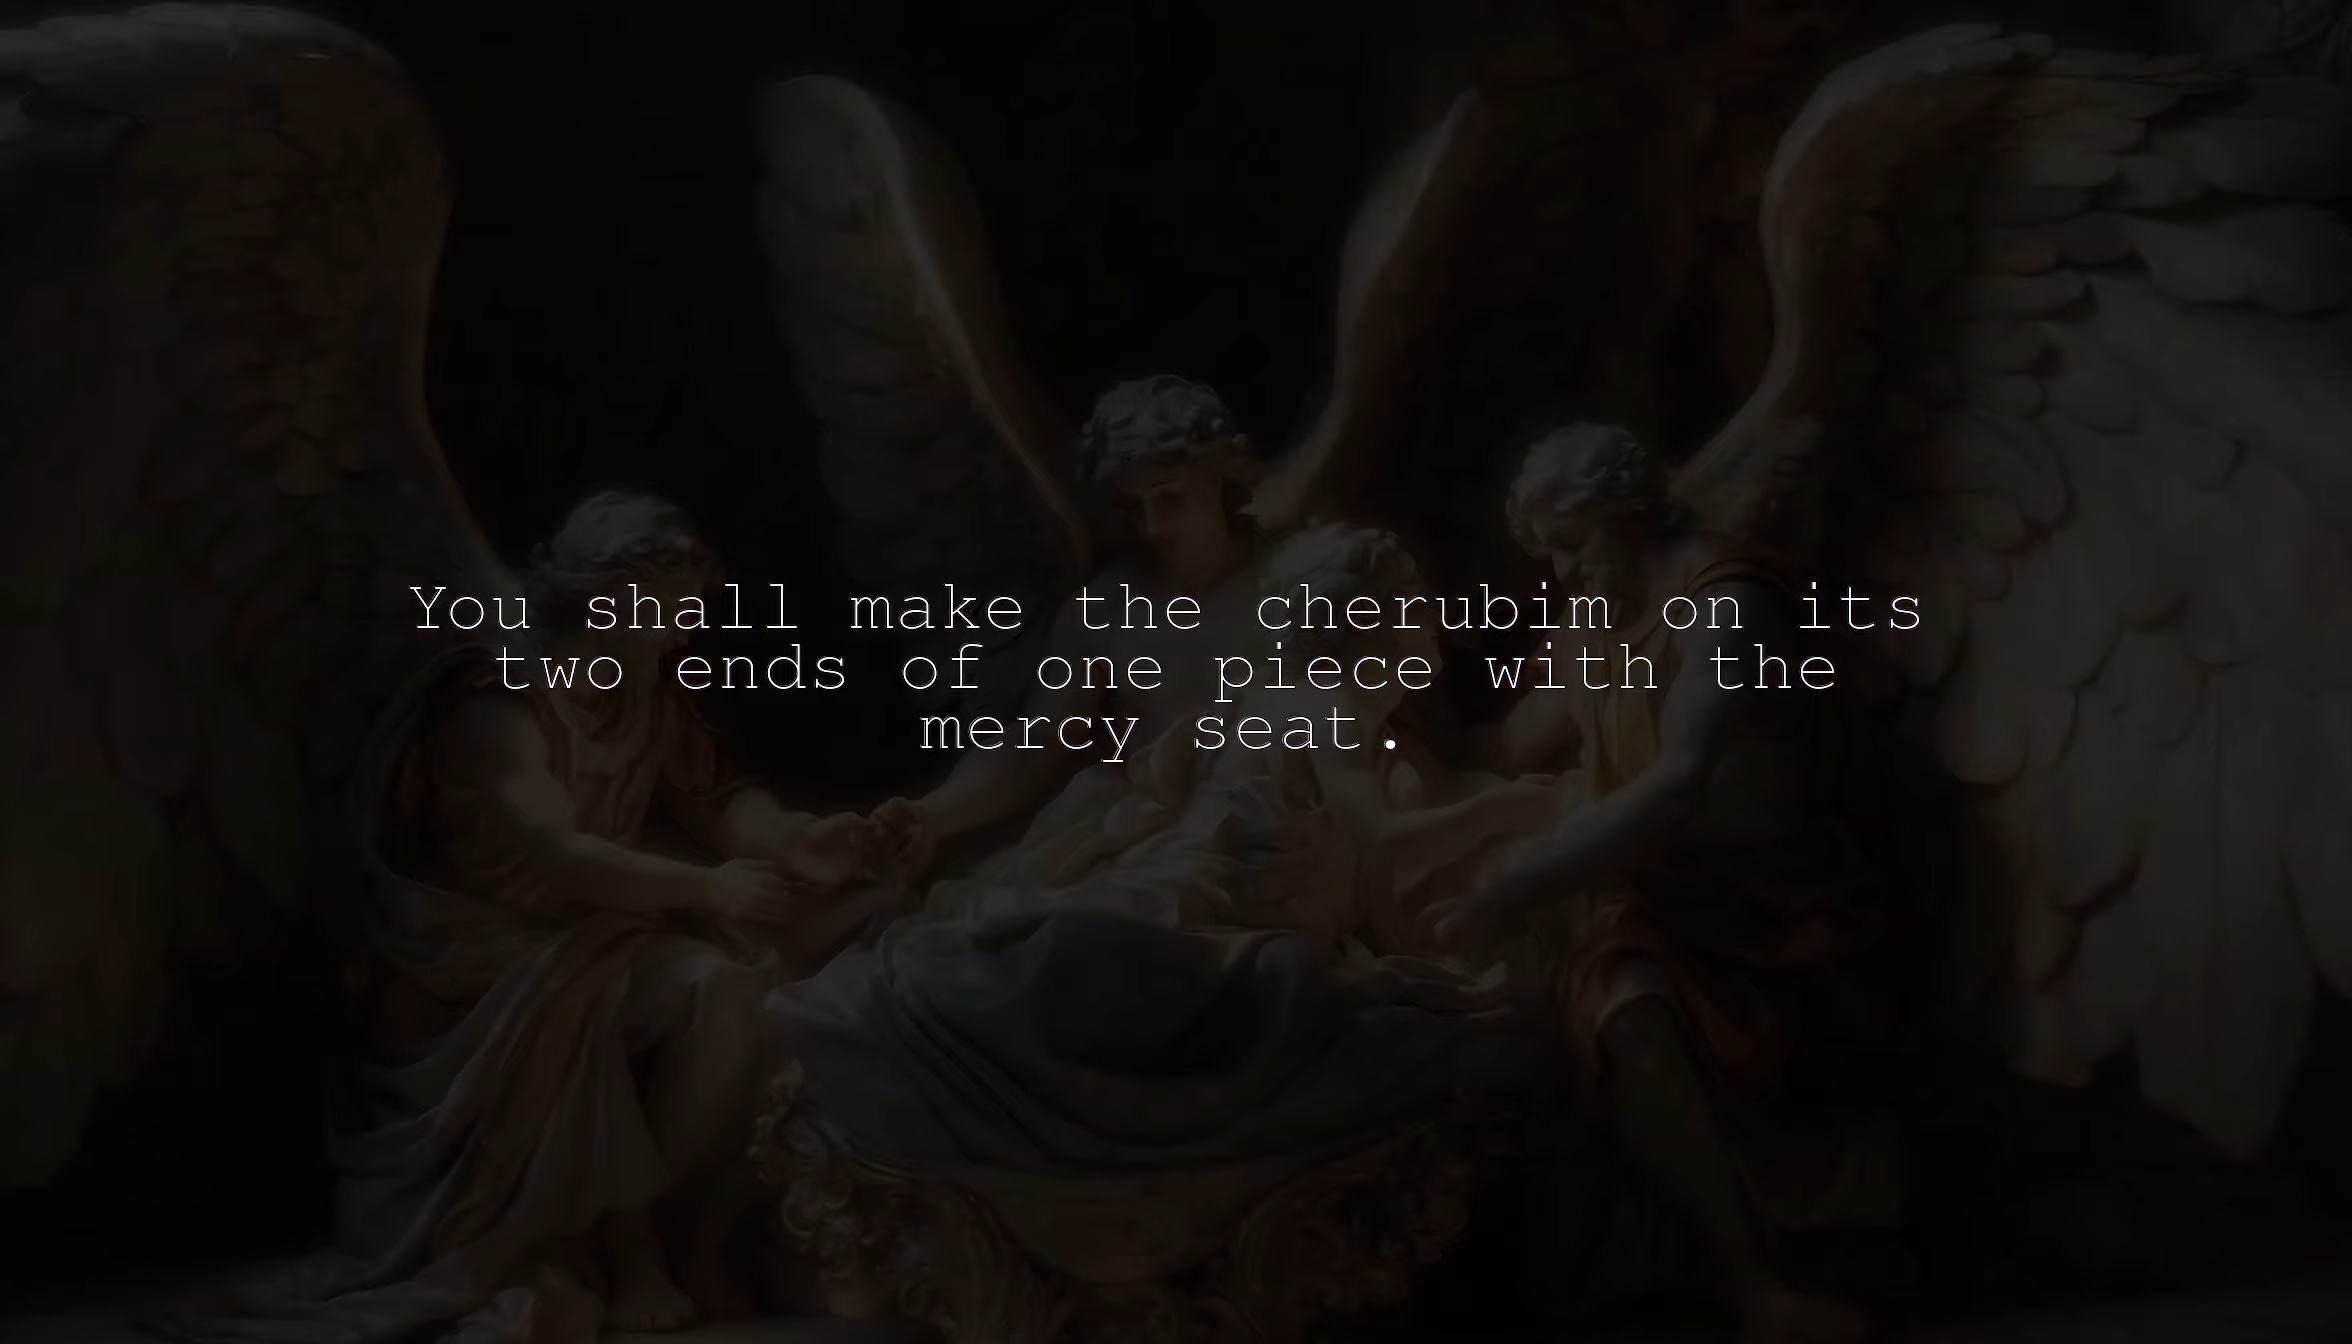 You shall make the cherubim on its
two ends of one piece with the
mercy seat.